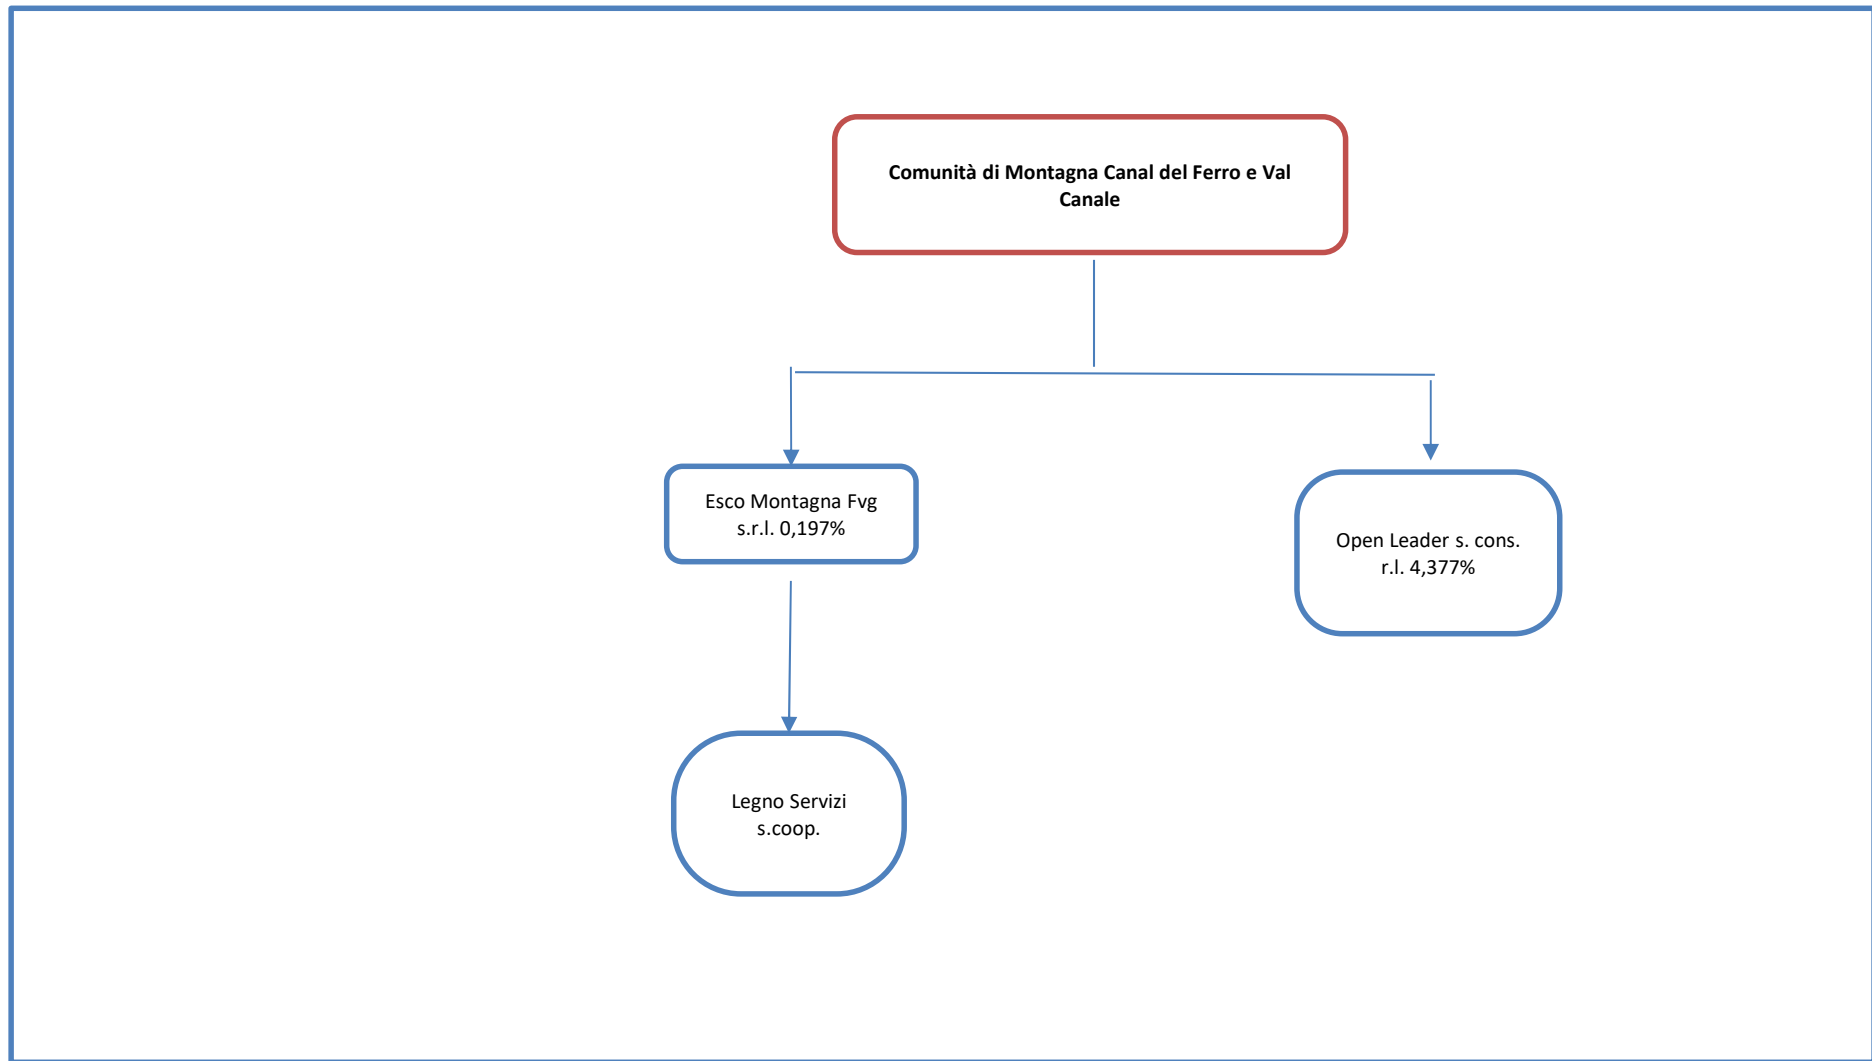 Comunità di Montagna Canal del Ferro e Val
Canale
Esco Montagna Fvg
s.r.l. 0,197%
Open Leader s. cons.
r.l. 4,377%
Legno Servizi
s.coop.